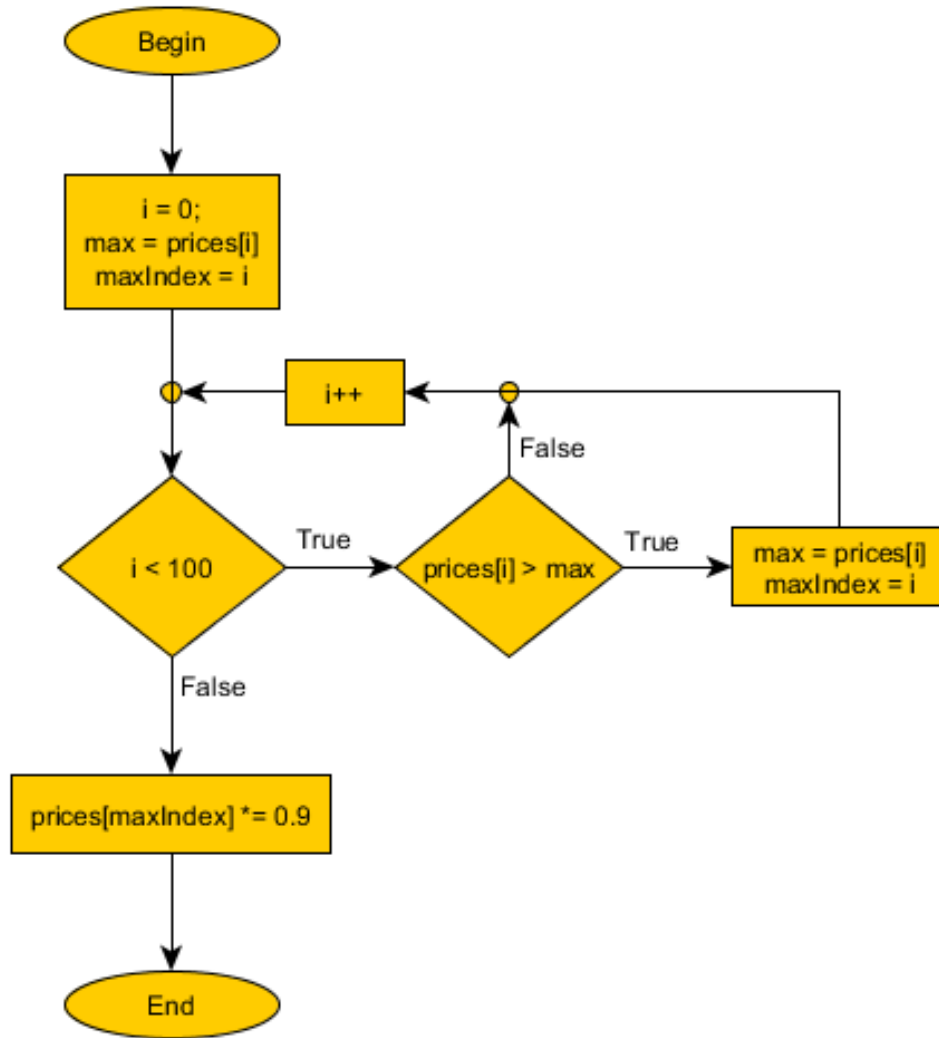 Begin
i = 0;
max = prices[i]
maxIndex = i
i++
False
i < 100
True
prices[i] > max
True
max = prices[i]
maxIndex = i
False
prices[maxIndex] *= 0.9
End